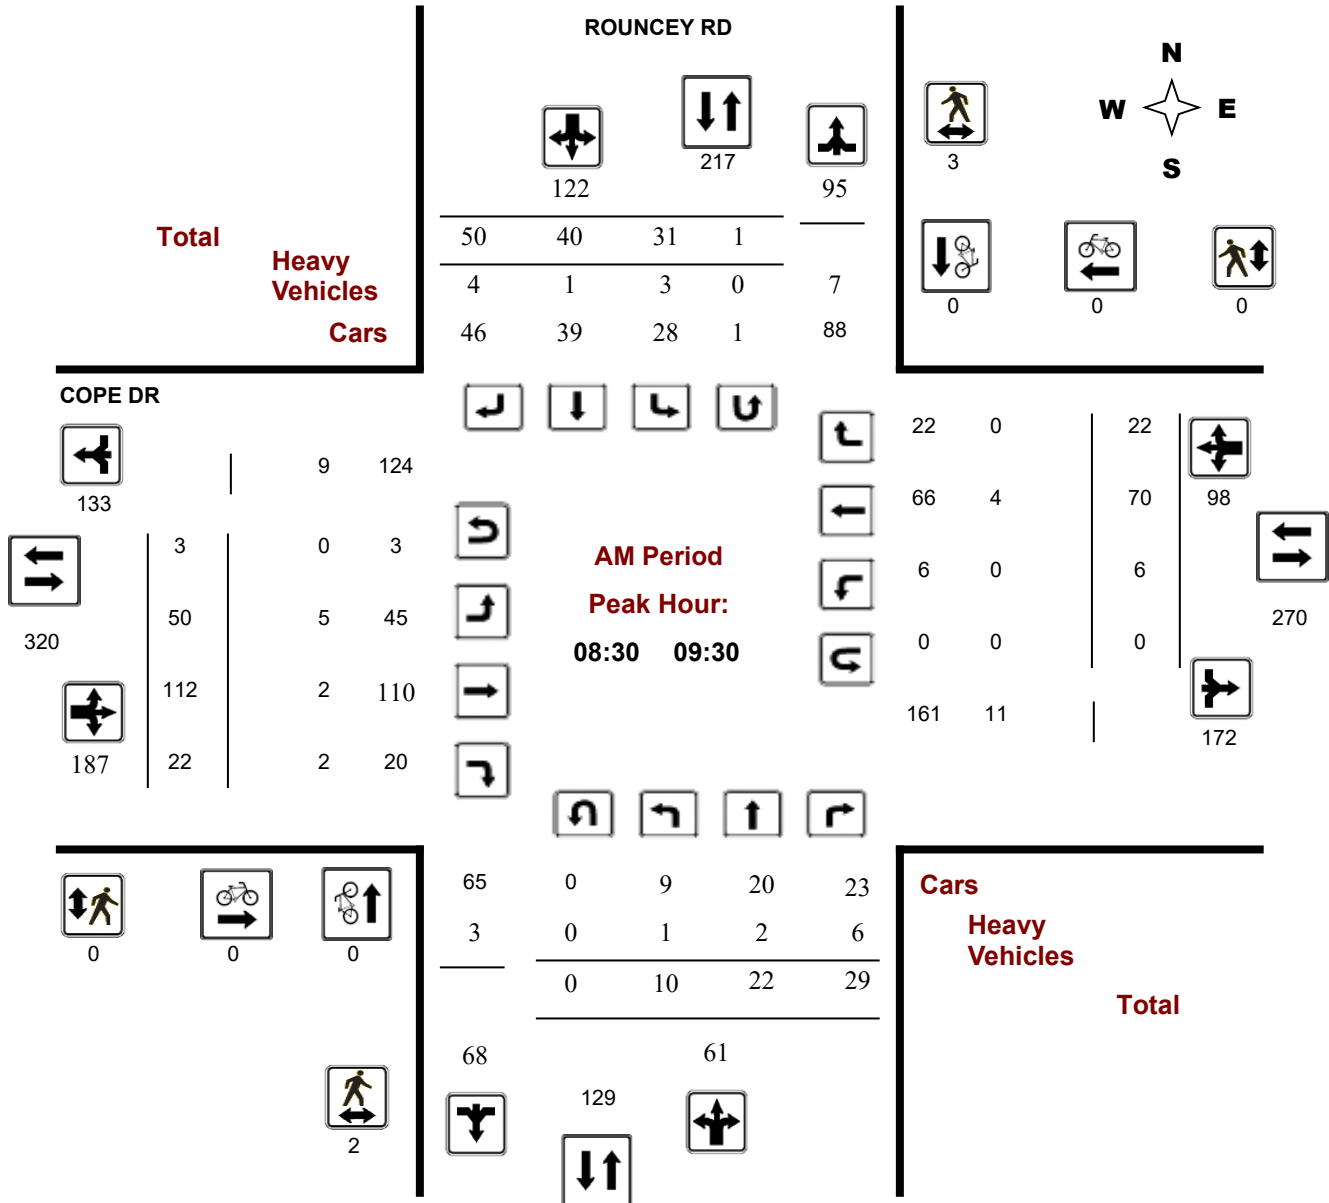 ROUNCEY RD
N
W E
S
217
3
122
95
Total
50 40 31 1
Heavy
Vehicles
4 1 3 0 7
0 0 0
Cars
46 39 28 1 88
COPE DR
22 0 22
9 124
133
66 4 70 98
3 0 3
AM Period
6 0 6
Peak Hour:
50 5 45
270
320
08:30 09:30
0 0 0
112 2 110
161 11
172
187 22 2 20
65 0 9 20 23
Cars
3 0 1 2 6
Heavy
Vehicles
0 0 0
0 10 22 29
Total
68 61
129
2